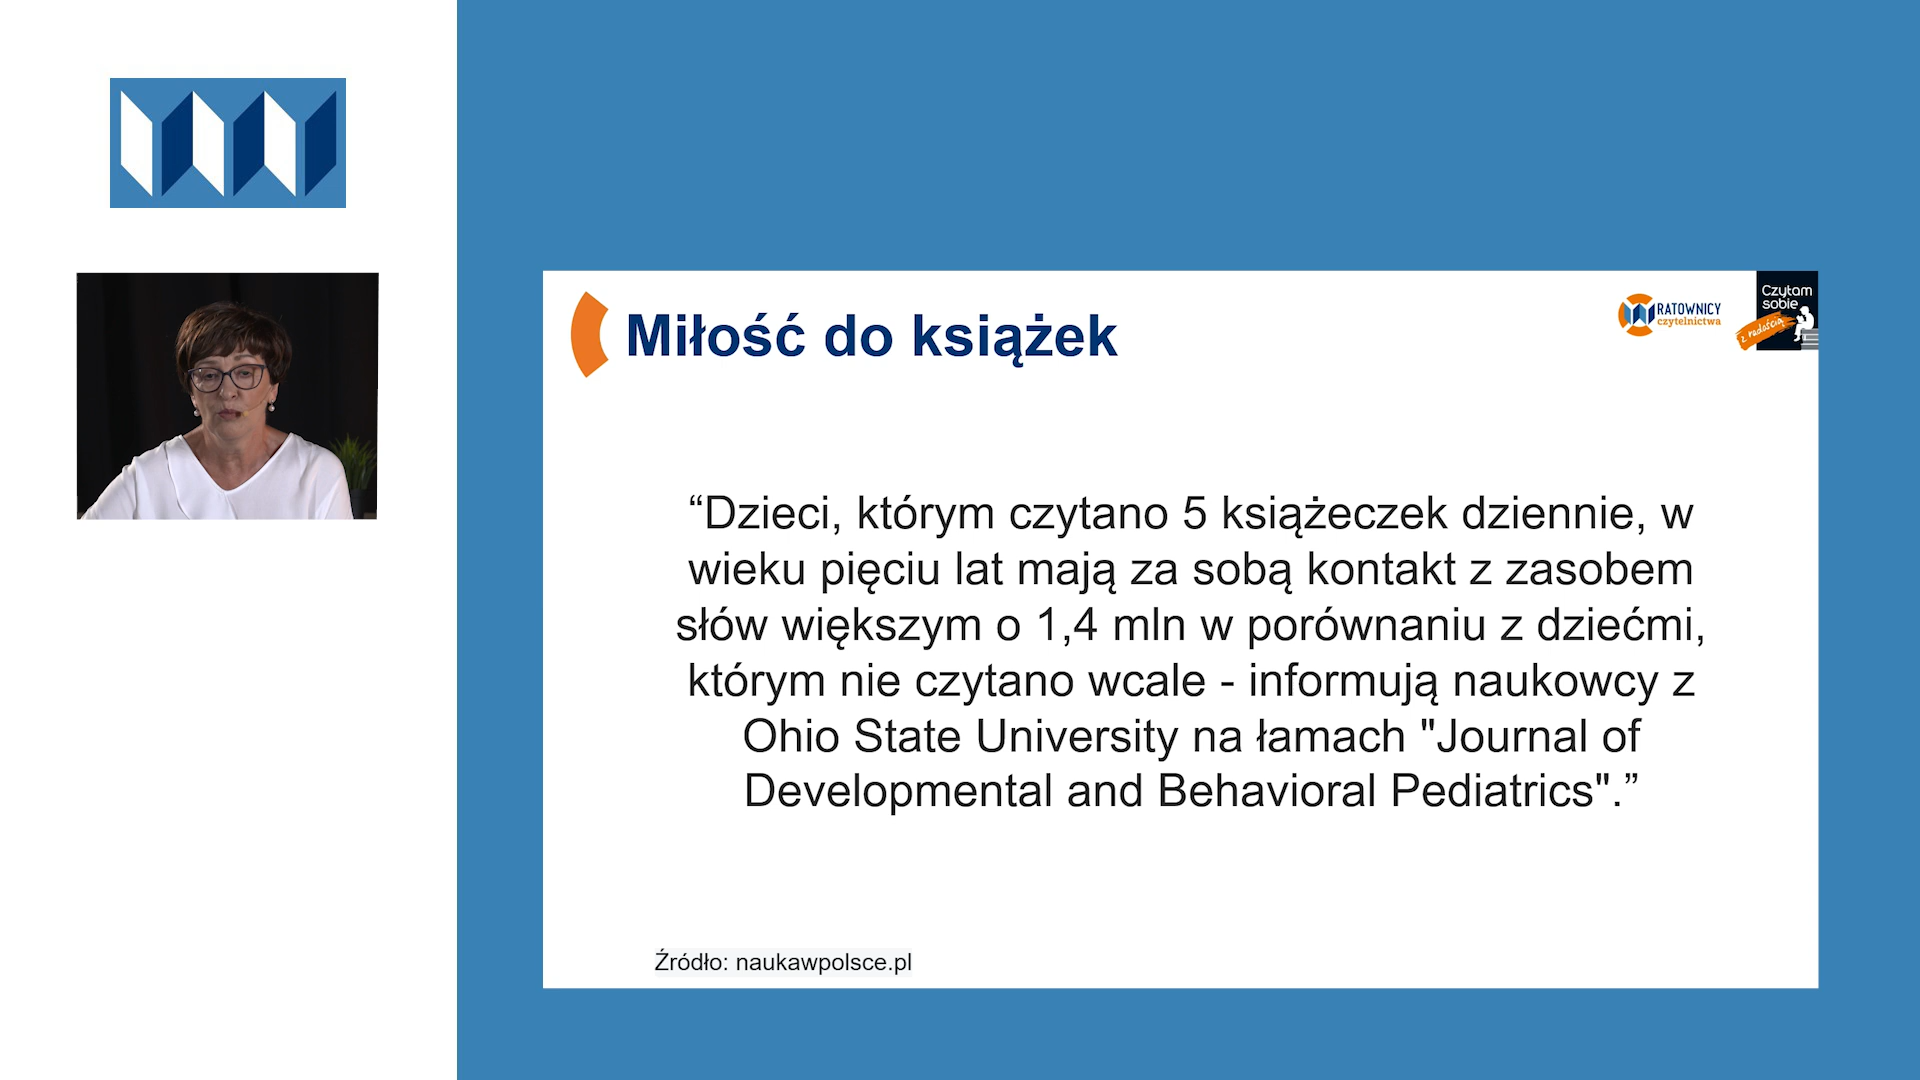 Miłość do książek
RATOWNICY
czytelnictwa
Czytam
sobie
z radością
“Dzieci, którym czytano 5 książeczek dziennie, w
wieku pięciu lat mają za sobą kontakt z zasobem
słów większym o 1,4 mln w porównaniu z dziećmi,
którym nie czytano wcale - informują naukowcy z
Ohio State University na łamach "Journal of
Developmental and Behavioral Pediatrics".”
Źródło: naukawpolsce.pl